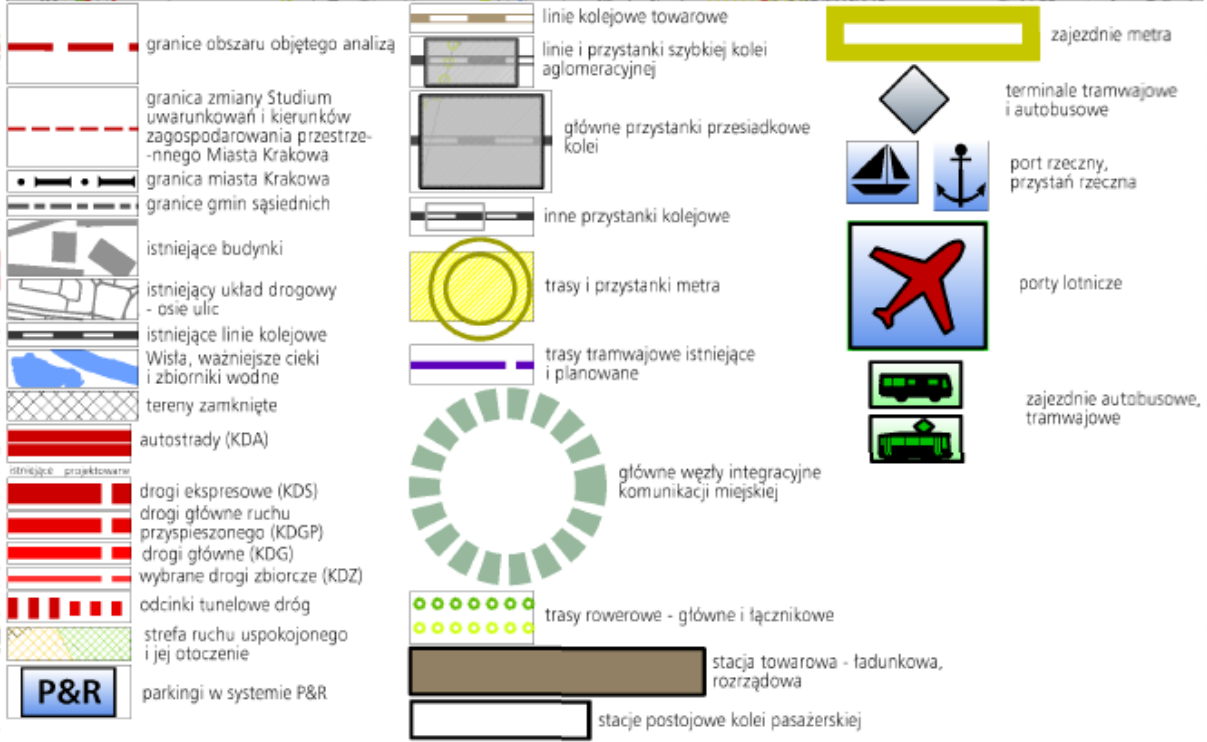 granice obszaru objętego analizą
granica zmiany Studium
uwarunkowań i kierunków
zagospodarowania przestrze-
-nnego Miasta Krakowa
granica miasta Krakowa
granice gmin sąsiednich
istniejące budynki
istniejący układ drogowy
- osie ulic
istniejące linie kolejowe
Wisła, ważniejsze cieki
i zbiorniki wodne
tereny zamknięte
autostrady (KDA)
istniejące projektowane
drogi ekspresowe (KDS)
drogi główne ruchu
przyspieszonego (KDGP)
drogi główne (KDG)
wybrane drogi zbiorcze (KDZ)
odcinki tunelowe dróg
strefa ruchu uspokojonego
i jej otoczenie
P&R
parkingi w systemie P&R
linie kolejowe towarowe
linie i przystanki szybkiej kolei
aglomeracyjnej
główne przystanki przesiadkowe
kolei
inne przystanki kolejowe
trasy i przystanki metra
trasy tramwajowe istniejące
i planowane
główne węzły integracyjne
komunikacji miejskiej
trasy rowerowe - główne i łącznikowe
stacja towarowa - ładunkowa,
rozrządowa
stacje postojowe kolei pasażerskiej
zajezdnie metra
terminale tramwajowe
i autobusowe
port rzeczny,
przystań rzeczna
porty lotnicze
zajezdnie autobusowe,
tramwajowe